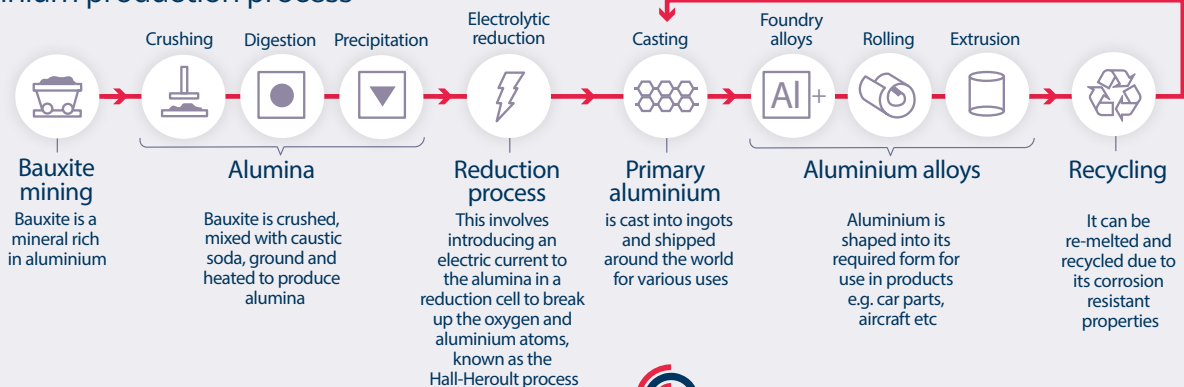 Crushing
Digestion
Precipitation
Electrolytic
reduction
Casting
Foundry
alloys
Rolling
Extrusion
Al+
Bauxite
mining
Bauxite is a
mineral rich
in aluminium
Alumina
Bauxite is crushed,
mixed with caustic
soda, ground and
heated to produce
alumina
Reduction
process
This involves
introducing an
electric current to
the alumina in a
reduction cell to break
up the oxygen and
aluminium atoms,
known as the
Hall-Heroult process
Primary
aluminium
is cast into ingots
and shipped
around the world
for various uses
Aluminium alloys
Aluminium is
shaped into its
required form for
use in products
e.g. car parts,
aircraft etc
Recycling
It can be
re-melted and
recycled due to
its corrosion
resistant
properties